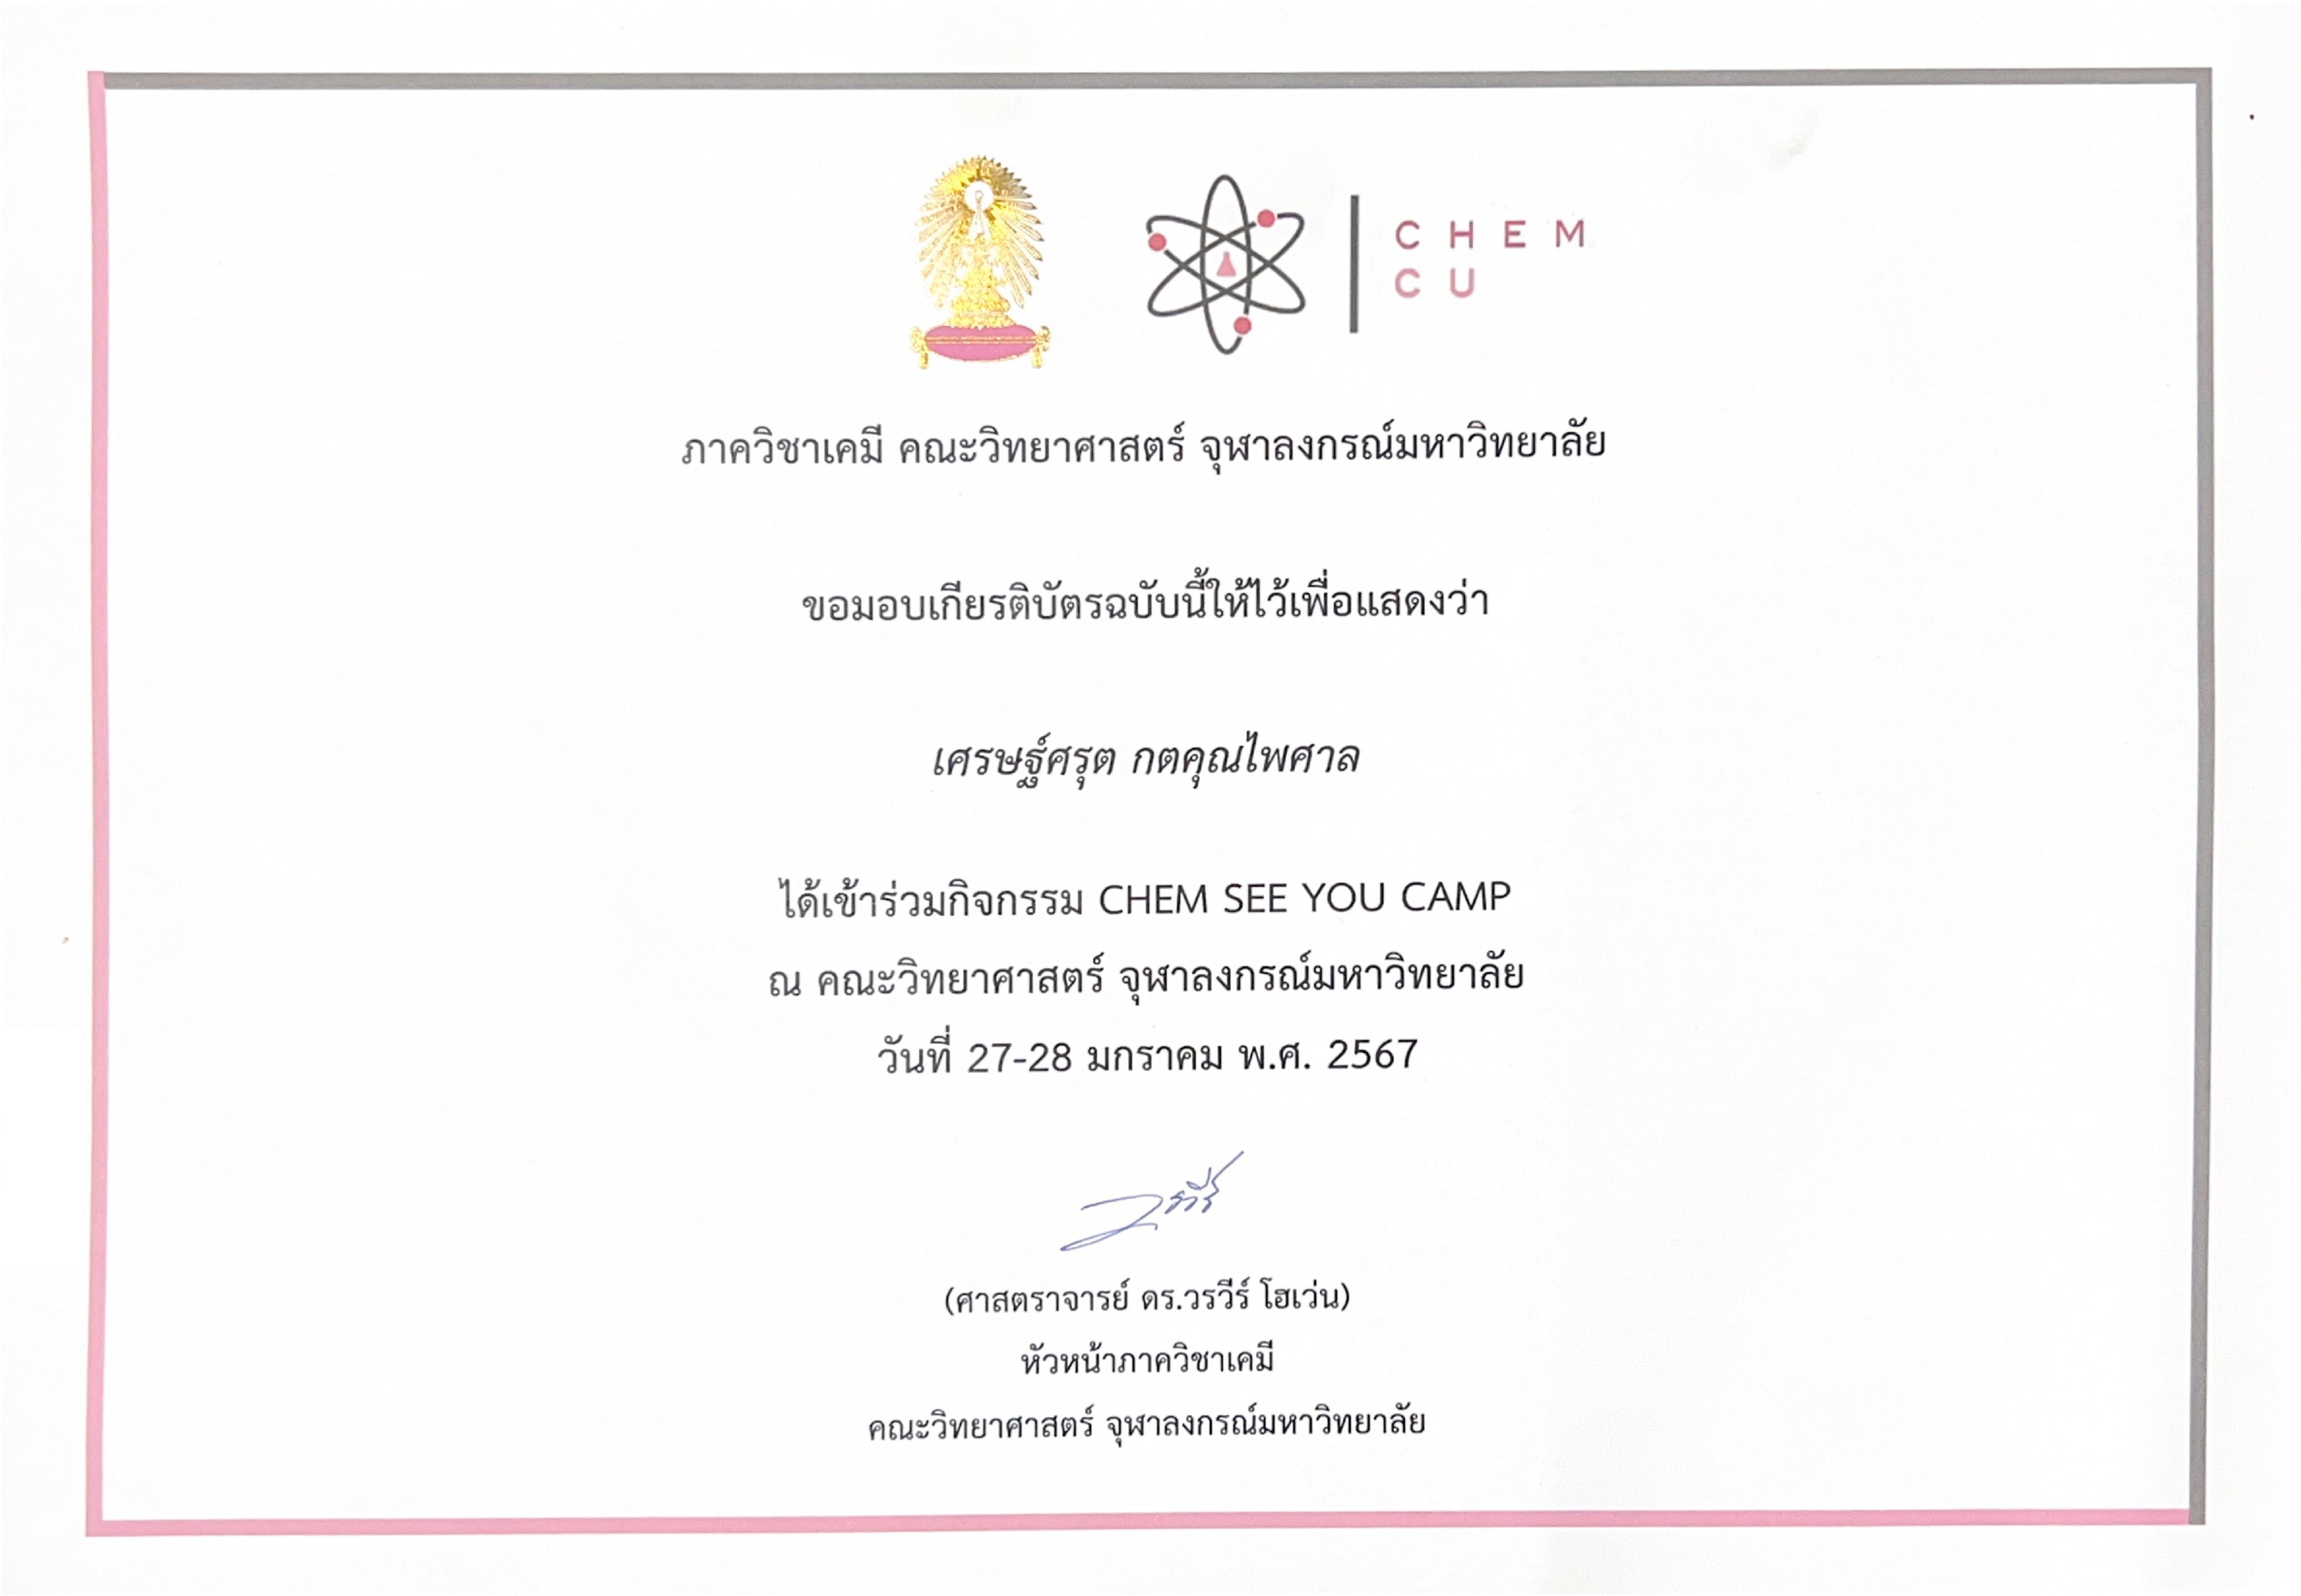 CHEM
CU
ภาควิชาเคมี คณะวิทยาศาสตร์ จุฬาลงกรณ์มหาวิทยาลัย
ขอมอบเกียรติบัตรฉบับนี้ให้ไว้เพื่อแสดงว่า
เศรษฐ์ศรุต กตคุณไพศาล
ได้เข้าร่วมกิจกรรม CHEM SEE YOU CAMP
ณ คณะวิทยาศาสตร์ จุฬาลงกรณ์มหาวิทยาลัย
วันที่ 27-28 มกราคม พ.ศ. 2567
วรวีร์
(ศาสตราจารย์ ดร.วรวีร์ โฮเว่น)
หัวหน้าภาควิชาเคมี
คณะวิทยาศาสตร์ จุฬาลงกรณ์มหาวิทยาลัย